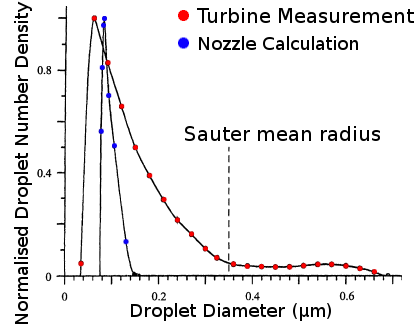 Turbine Measurement
Nozzle Calculation
Sauter mean radius
Normalised Droplet Number Density
0.8
0.4
0
0
0.2
0.4
0.6
Droplet Diameter (μm)